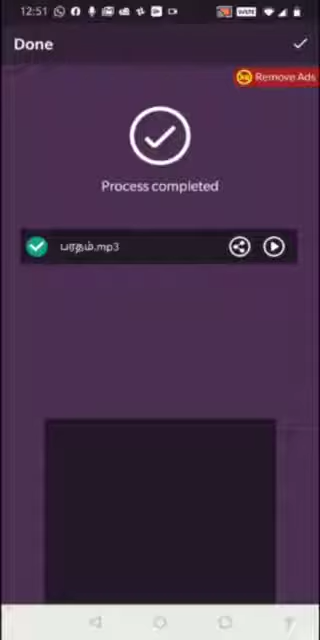 12:51
Done
Remove Ads
Process completed
பரதம்.mp3